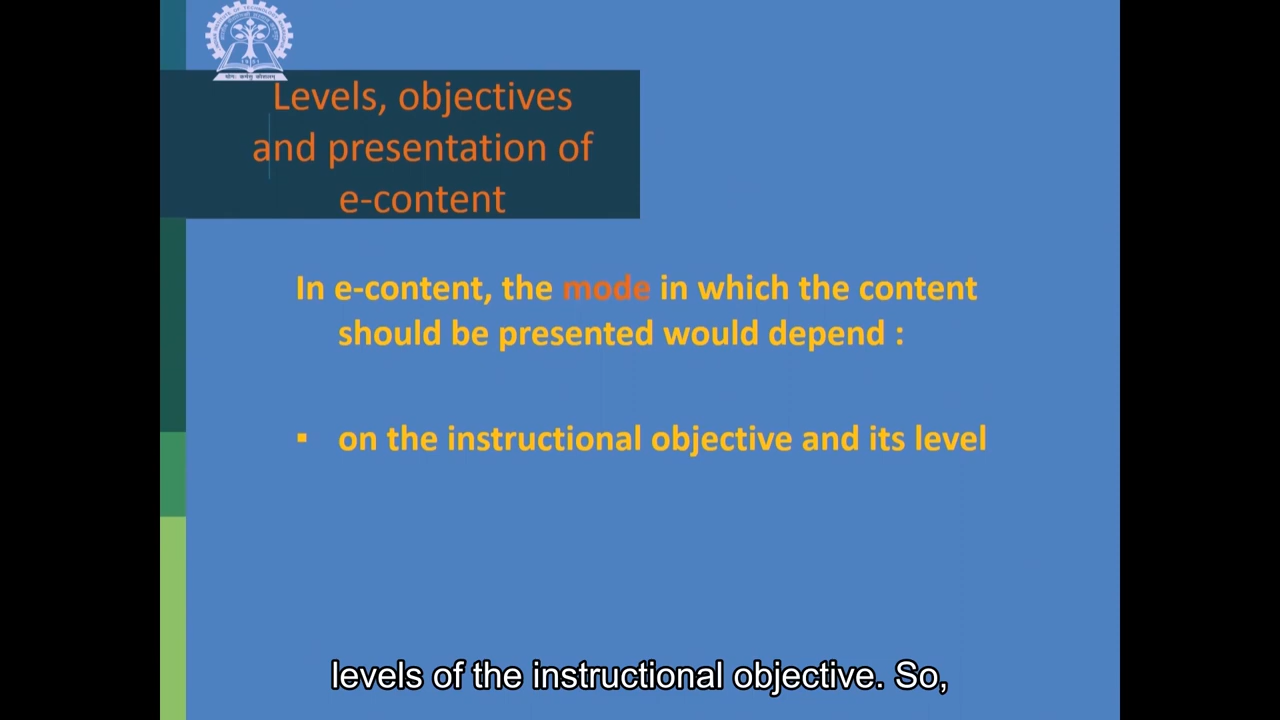 Levels, objectives
and presentation of
e-content
In e-content, the mode in which the content
should be presented would depend :
▪ on the instructional objective and its level
levels of the instructional objective. So,